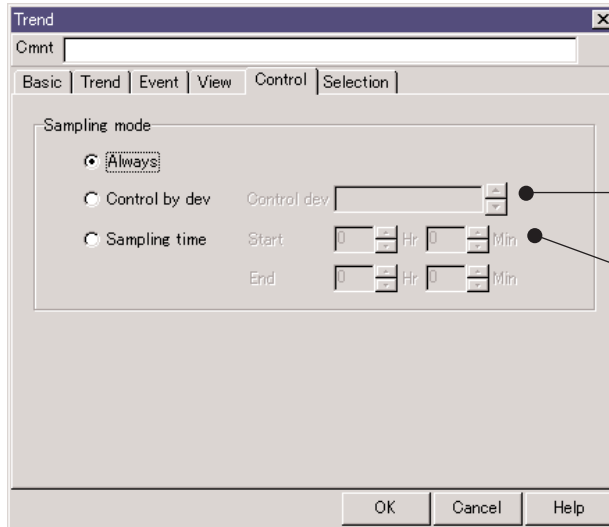 Trend
Cmnt
Basic Trend Event View Control Selection
Sampling mode
Always
Control by dev Control dev
Sampling time Start 0 Hr 0 Min
End 0 Hr 0 Min
OK Cancel Help